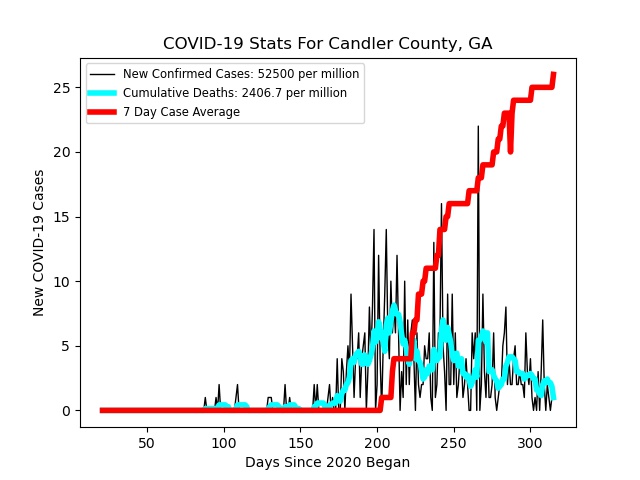 COVID-19 Stats For Candler County, GA
New Confirmed Cases: 52500 per million
Cumulative Deaths: 2406.7 per million
7 Day Case Average
New COVID-19 Cases
25
20
15
10
5
0
50 100 150 200 250 300
Days Since 2020 Began